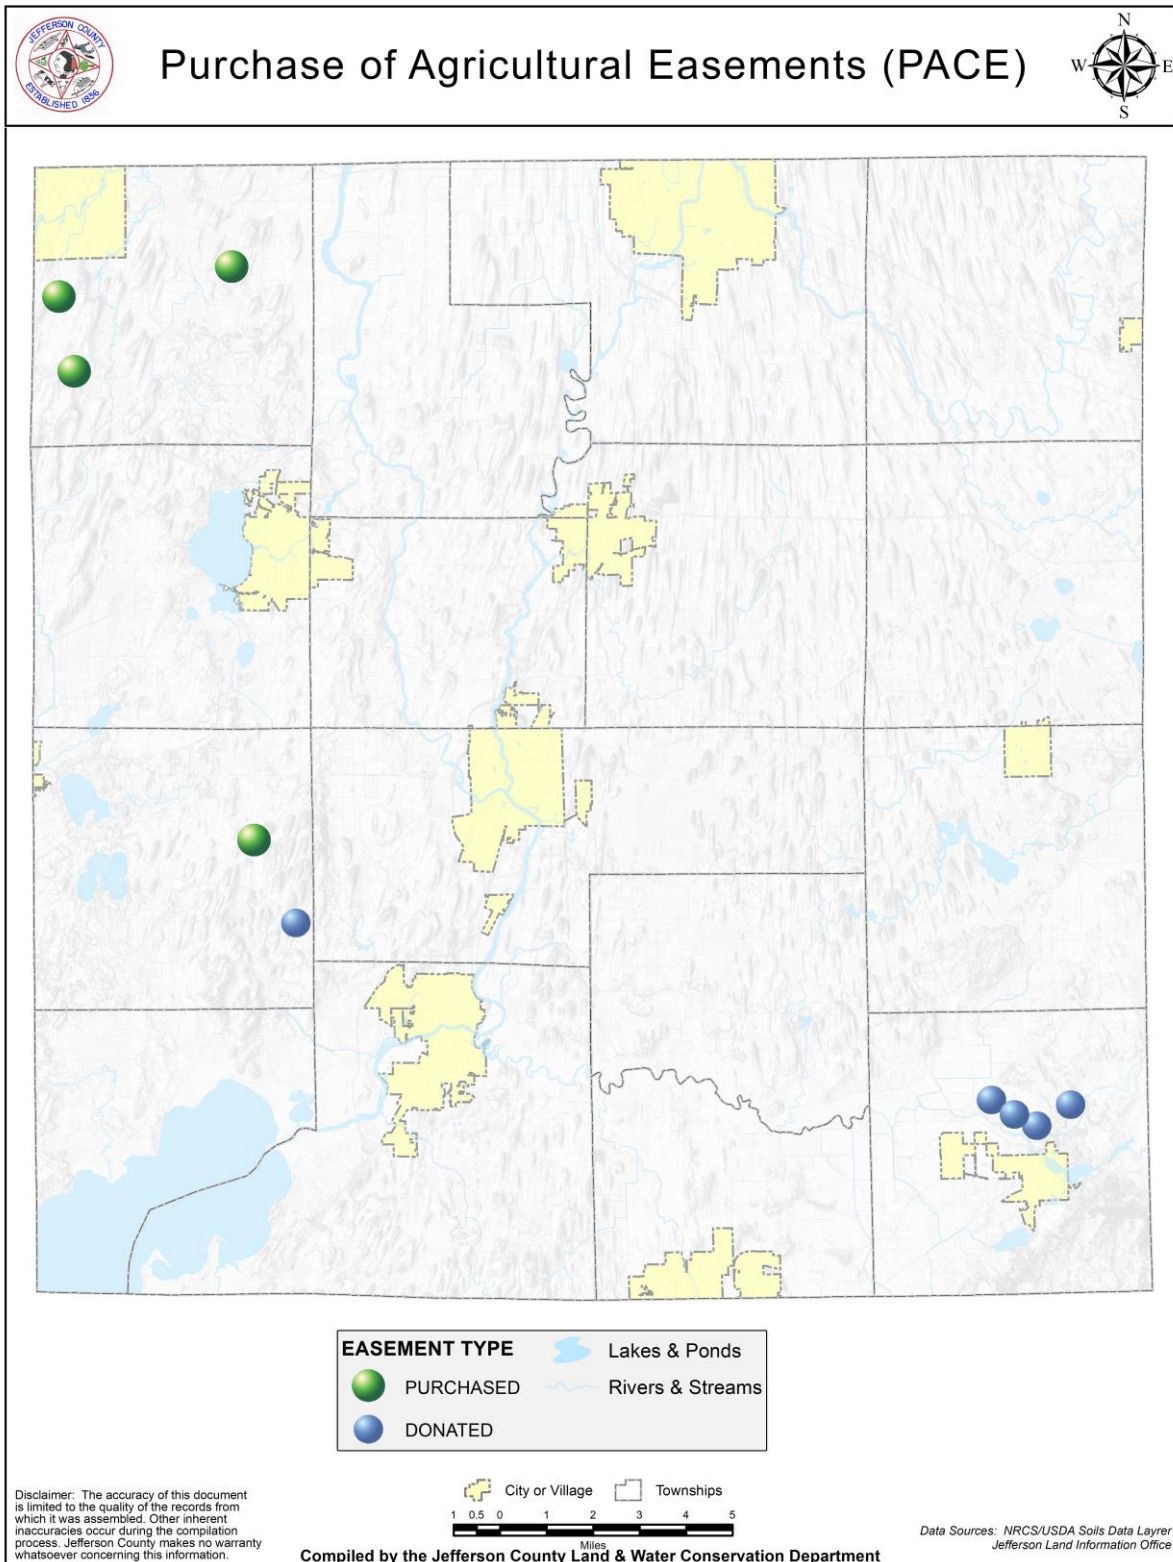 JEFFERSON COUNTY
ESTABLISHED 1836
Purchase of Agricultural Easements (PACE)
N
W
E
S
EASEMENT TYPE
PURCHASED
DONATED
Lakes & Ponds
Rivers & Streams
City or Village
Townships
1 0.5 0 1 2 3 4 5
Miles
Disclaimer: The accuracy of this document
is limited to the quality of the records from
which it was assembled. Other inherent
inaccuracies occur during the compilation
process. Jefferson County makes no warranty
whatsoever concerning this information.
Compiled by the Jefferson County Land & Water Conservation Department
Data Sources: NRCS/USDA Soils Data Layrer
Jefferson Land Information Office